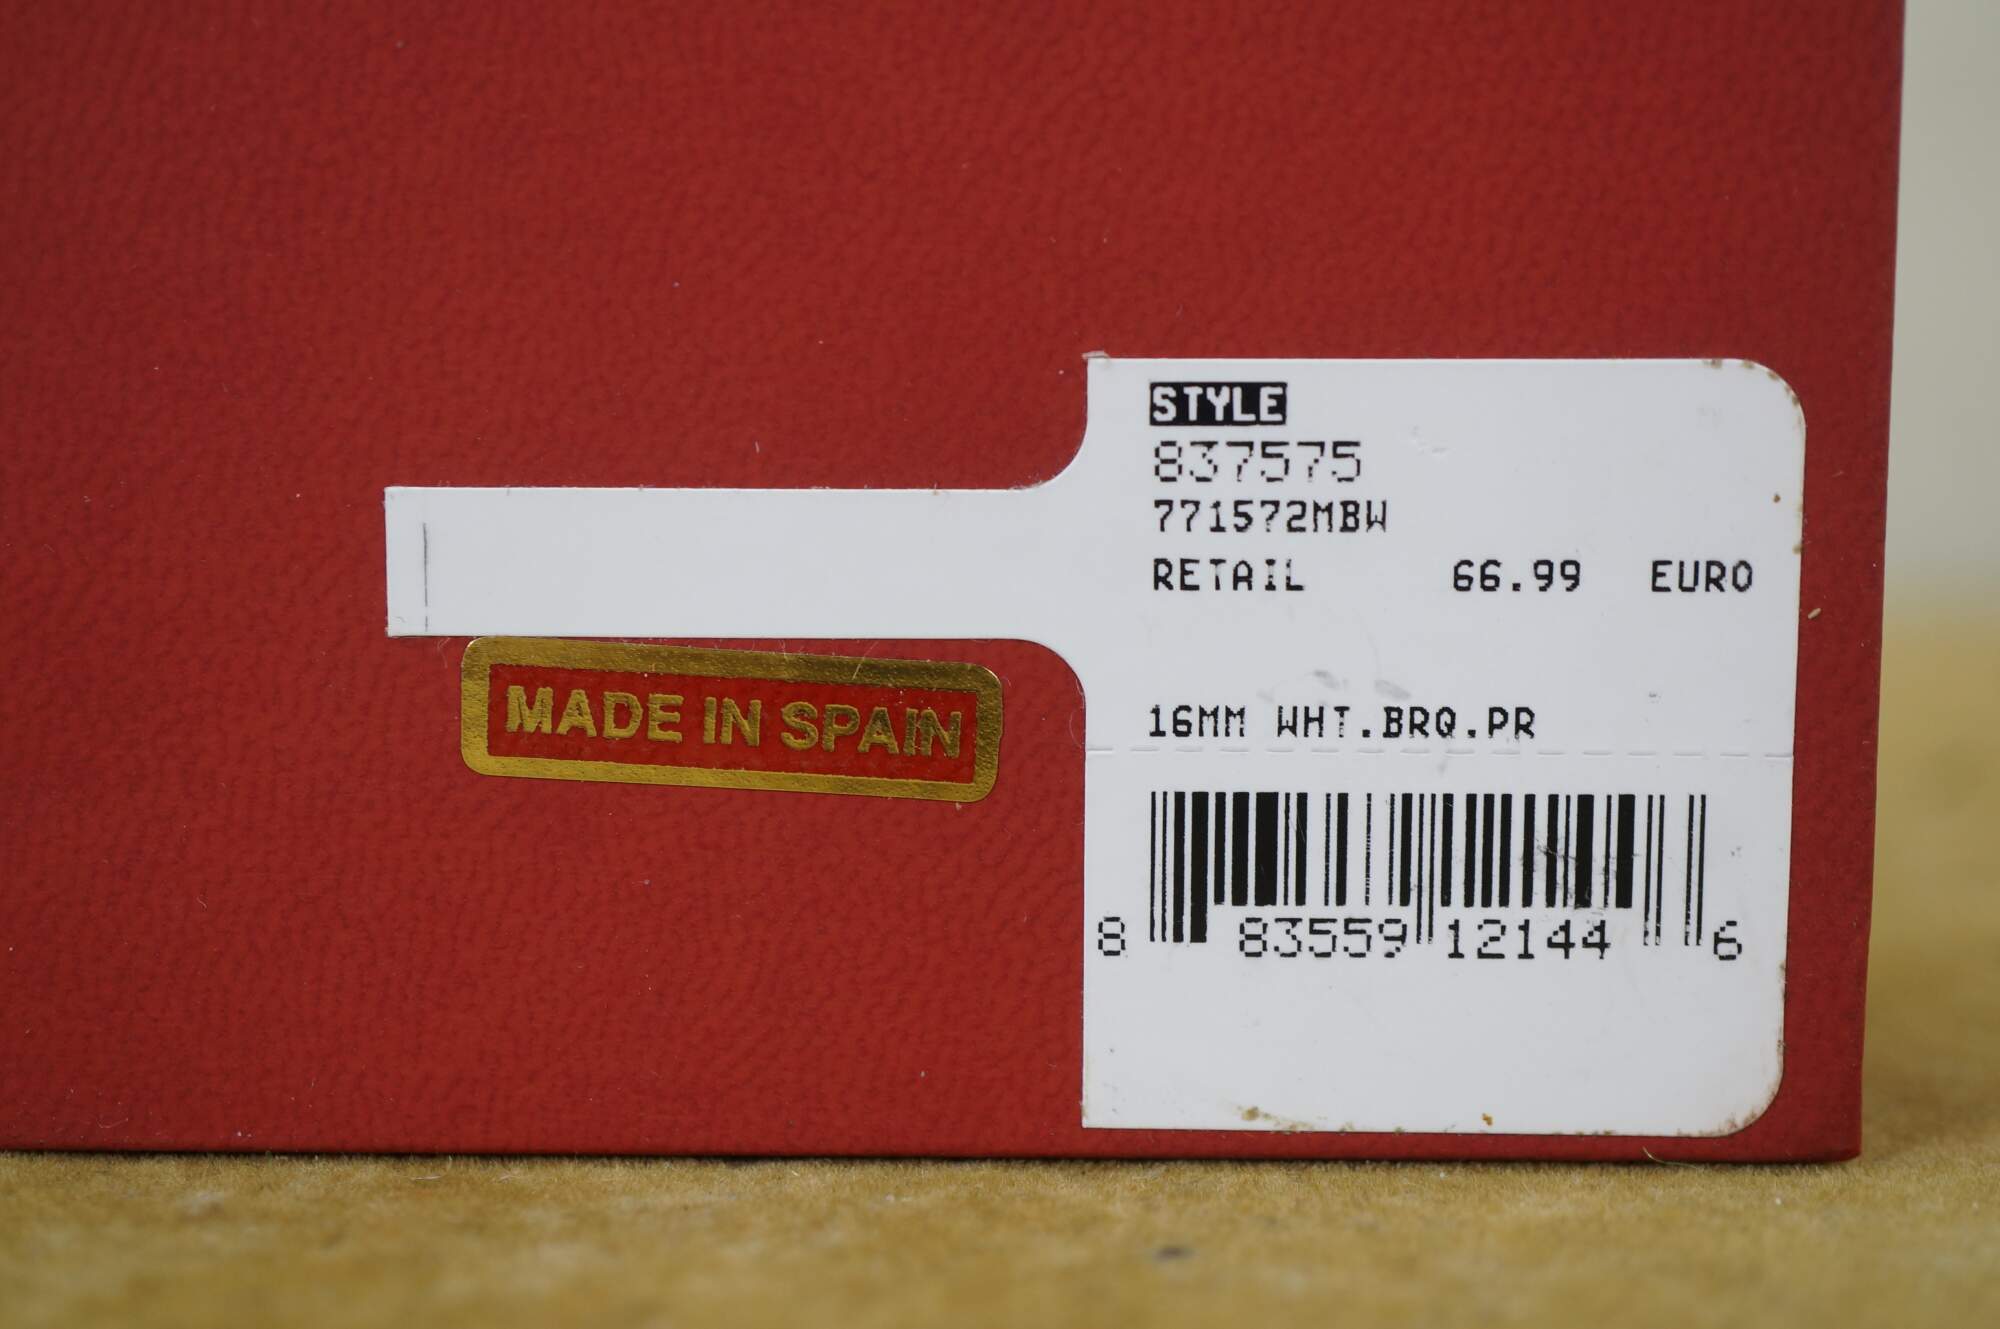 STYLE
837575
771572MBW
RETAIL 66.99 EURO
MADE IN SPAIN
16MM WHT.BRQ.PR
8 83559 12144 6